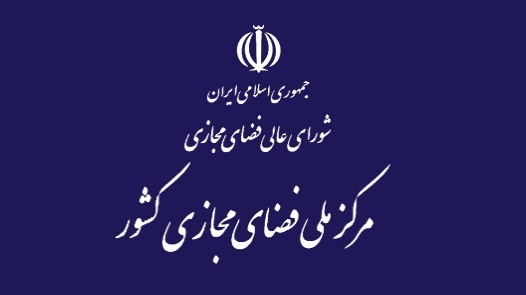 جمهوری اسلامی ایران
شورای عالی فضای مجازی
مرکز ملی فضای مجازی کشور